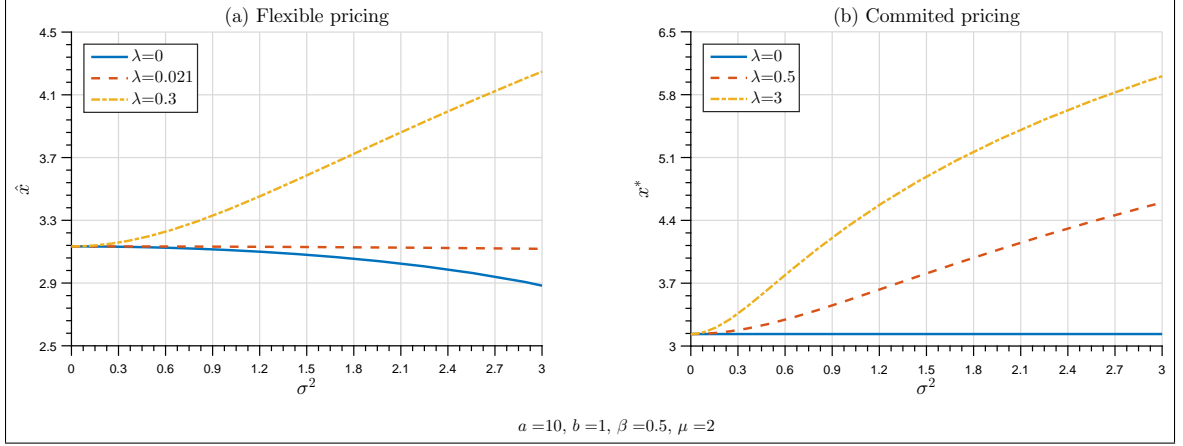 (a) Flexible pricing
4.5
4.1
3.7
3.3
2.9
2.5
x̂
λ=0
λ=0.021
λ=0.3
0 0.3 0.6 0.9 1.2 1.5 1.8 2.1 2.4 2.7 3
σ²
(b) Commited pricing
6.5
5.8
5.1
4.4
3.7
3
x*
λ=0
λ=0.5
λ=3
0 0.3 0.6 0.9 1.2 1.5 1.8 2.1 2.4 2.7 3
σ²
a =10, b =1, β =0.5, μ =2